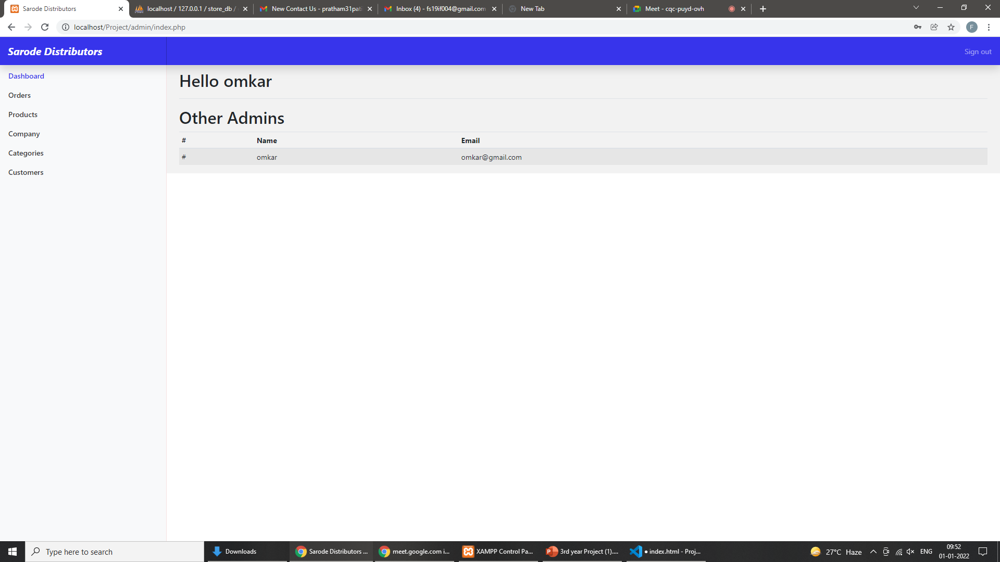 Sarode Distributors
localhost / 127.0.0.1 / store_db /
New Contact Us - pratham31pati
Inbox (4) - fs19if004@gmail.com
New Tab
Meet - cqc-puyd-ovh
localhost/Project/admin/index.php
F
Sarode Distributors
Sign out
Dashboard
Orders
Products
Company
Categories
Customers
Hello omkar
Other Admins
# Name Email
# omkar omkar@gmail.com
Type here to search
Downloads
Sarode Distributors ...
meet.google.com i...
XAMPP Control Pa...
3rd year Project (1)....
• index.html - Proj...
27°C Haze
ENG
09:52
01-01-2022